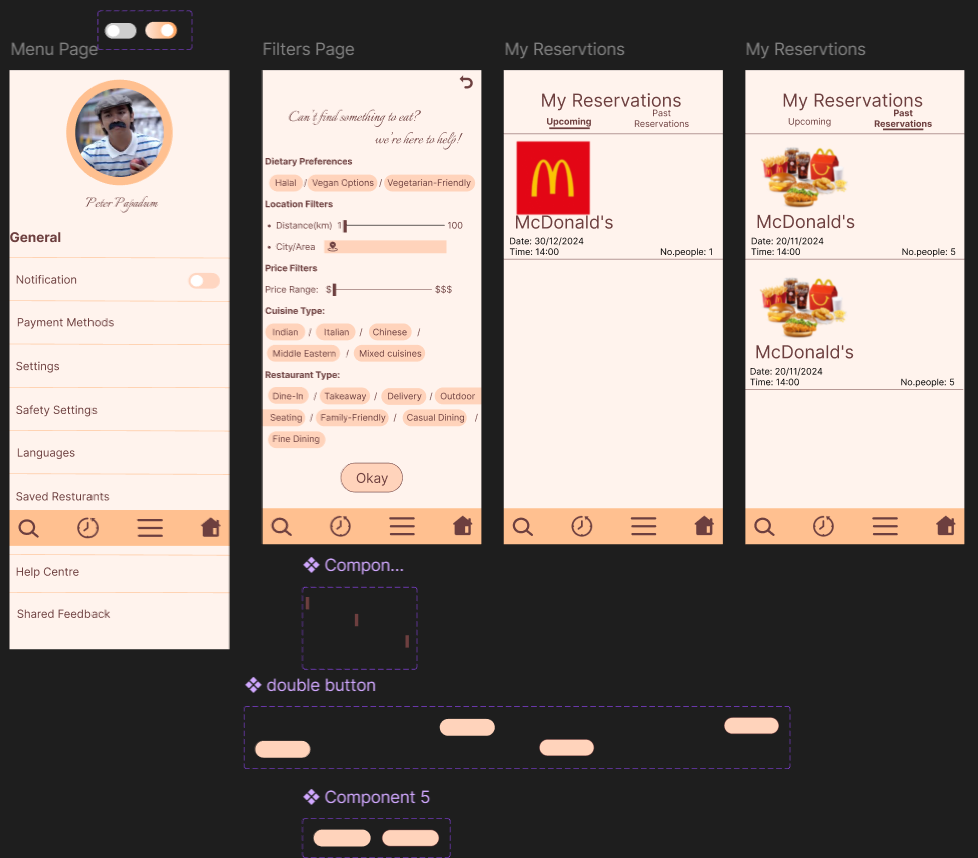 Menu Page
Peter Papadum
General
Notification
Payment Methods
Settings
Safety Settings
Languages
Saved Resturants
Help Centre
Shared Feedback
Filters Page
Can't find something to eat?
we're here to help!
Dietary Preferences
Halal / Vegan Options / Vegetarian-Friendly
Location Filters
• Distance(km) 1 100
• City/Area
Price Filters
Price Range: $ $$$
Cuisine Type:
Indian / Italian / Chinese /
Middle Eastern / Mixed cuisines
Restaurant Type:
Dine-In / Takeaway / Delivery / Outdoor
Seating / Family-Friendly / Casual Dining /
Fine Dining
Okay
My Reservtions
My Reservations
Upcoming
Past
Reservations
McDonald's
Date: 30/12/2024
Time: 14:00 No.people: 1
My Reservtions
My Reservations
Upcoming
Past
Reservations
McDonald's
Date: 20/11/2024
Time: 14:00 No.people: 5
McDonald's
Date: 20/11/2024
Time: 14:00 No.people: 5
Compon...
double button
Component 5